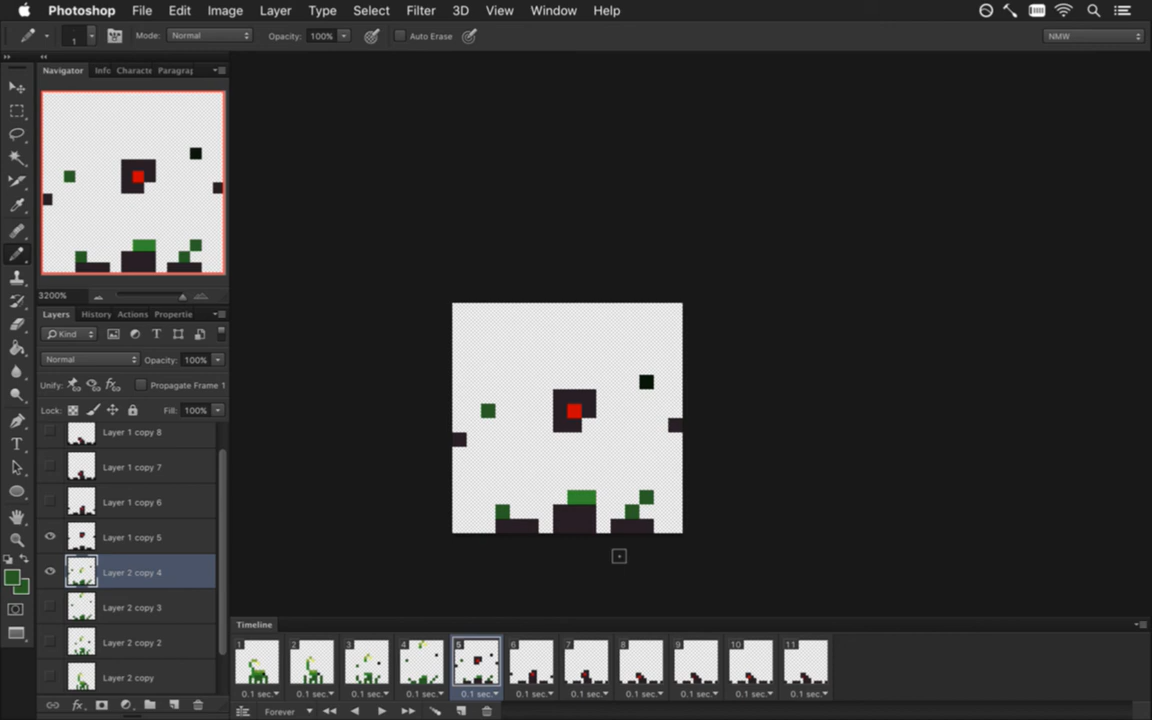 Photoshop File Edit Image Layer Type Select Filter 3D View Window Help
1 Mode: Normal Opacity: 100% Auto Erase NMW
Navigator Info Characte Paragrap
3200%
Layers History Actions Propertie
Kind T
Normal Opacity: 100%
Unify: Propagate Frame 1
Lock: Fill: 100%
Layer 1 copy 8
Layer 1 copy 7
Layer 1 copy 6
Layer 1 copy 5
Layer 2 copy 4
Layer 2 copy 3
Layer 2 copy 2
Layer 2 copy
Timeline
1 2 3 4 5 6 7 8 9 10 11
0.1 sec. 0.1 sec. 0.1 sec. 0.1 sec. 0.1 sec. 0.1 sec. 0.1 sec. 0.1 sec. 0.1 sec. 0.1 sec. 0.1 sec.
Forever